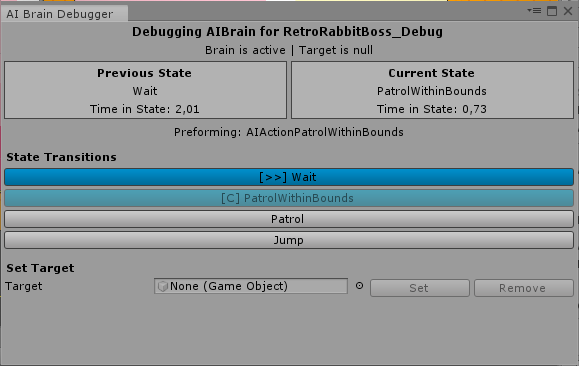 AI Brain Debugger
Debugging AIBrain for RetroRabbitBoss_Debug
Brain is active | Target is null
Previous State
Wait
Time in State: 2,01
Current State
PatrolWithinBounds
Time in State: 0,73
Preforming: AIActionPatrolWithinBounds
State Transitions
[>>] Wait
[C] PatrolWithinBounds
Patrol
Jump
Set Target
Target None (Game Object) Set Remove